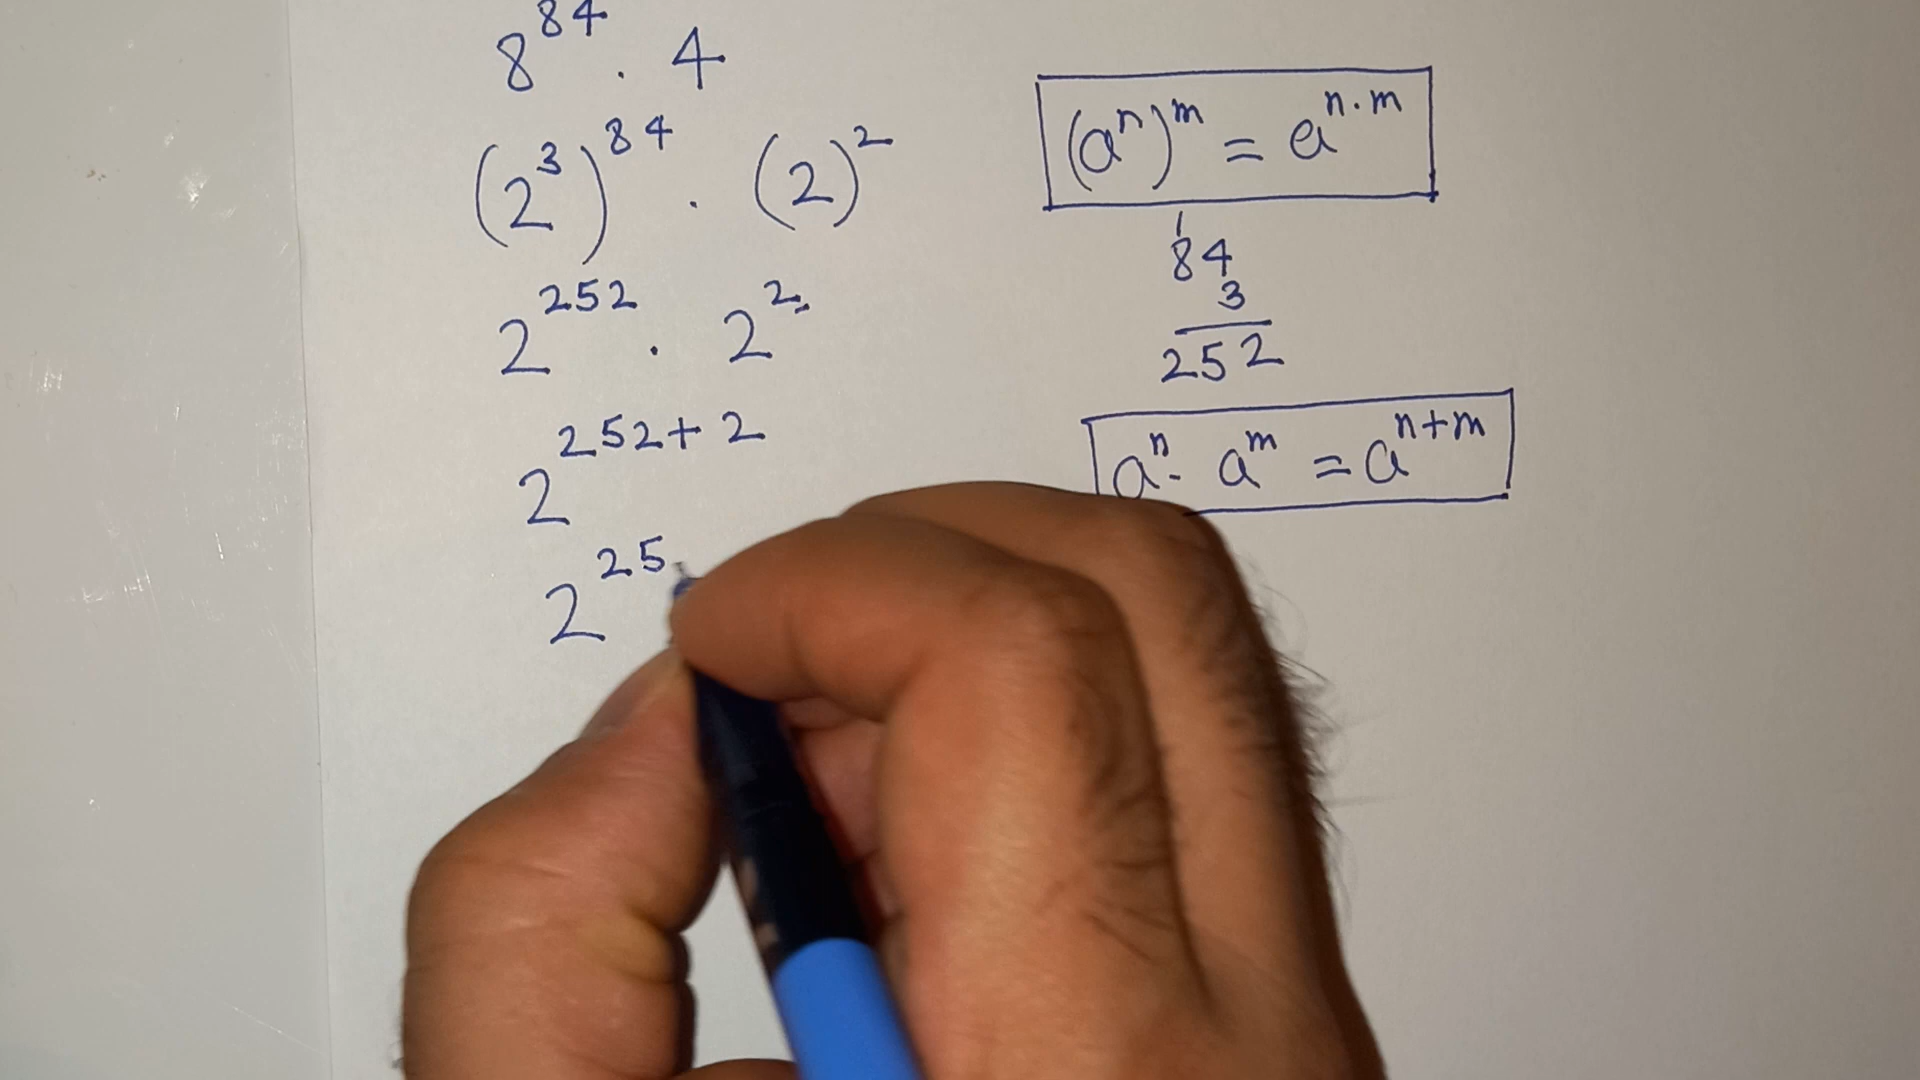 8^84 . 4
(2^3)^84 . (2)^2
2^252 . 2^2
2^252+2
2^25
(a^n)^m = a^n.m
1
84
3
252
a^n . a^m = a^n+m